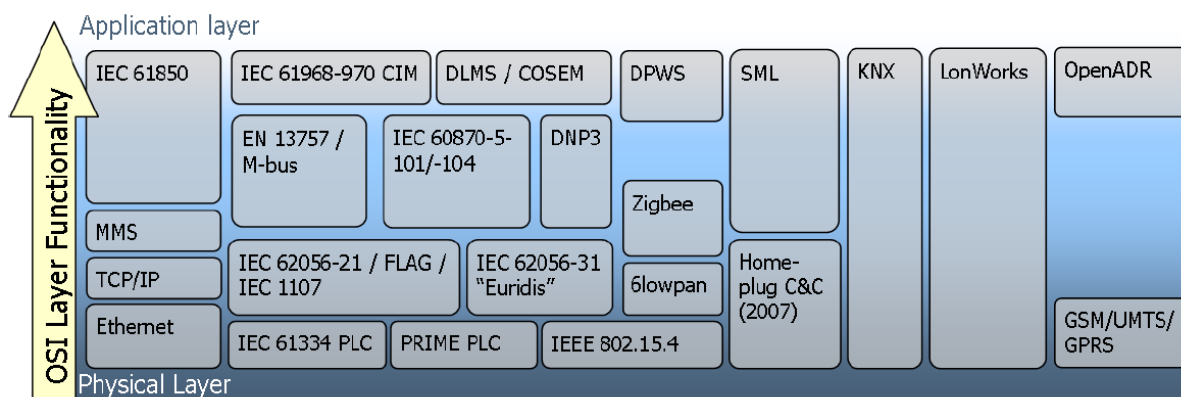 Application layer
OSI Layer Functionality
IEC 61850
IEC 61968-970 CIM
DLMS / COSEM
DPWS
SML
KNX
LonWorks
OpenADR
EN 13757 /
M-bus
IEC 60870-5-
101/-104
DNP3
Zigbee
MMS
TCP/IP
Ethernet
IEC 62056-21 / FLAG /
IEC 1107
IEC 62056-31
“Euridis”
6lowpan
Home-
plug C&C
(2007)
IEC 61334 PLC
PRIME PLC
IEEE 802.15.4
GSM/UMTS/
GPRS
Physical Layer